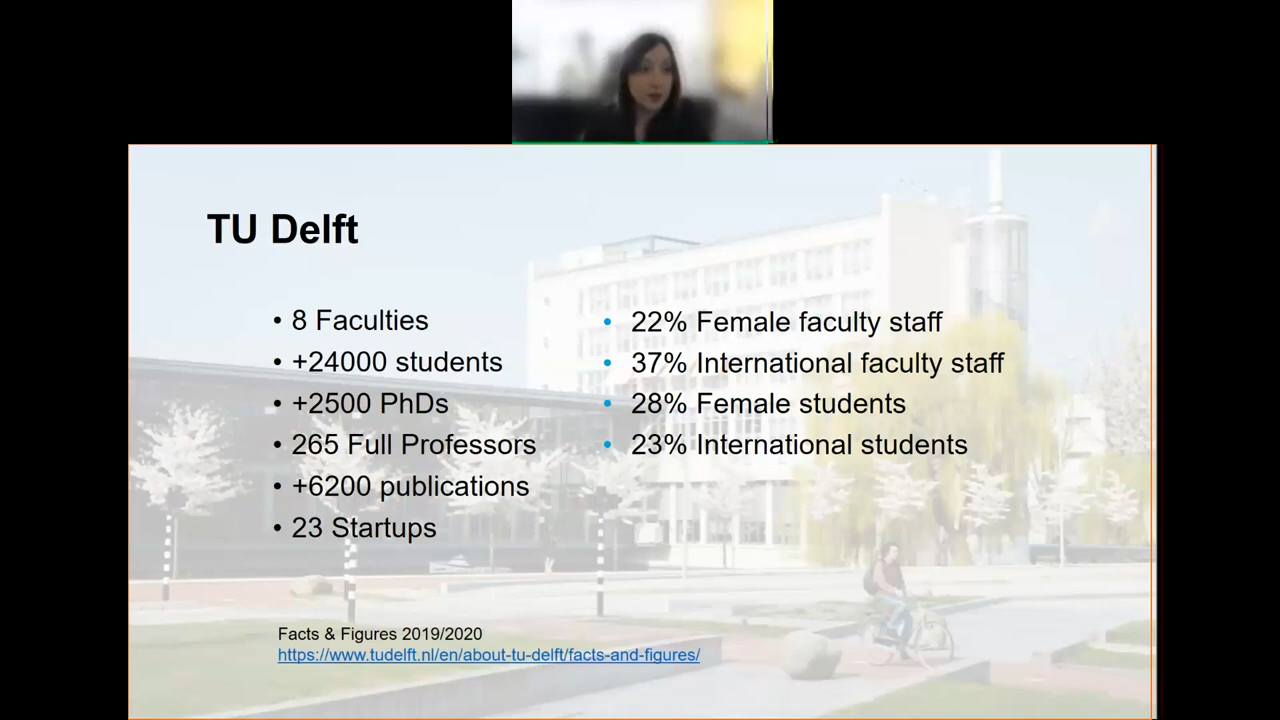 TU Delft
• 8 Faculties
• +24000 students
• +2500 PhDs
• 265 Full Professors
• +6200 publications
• 23 Startups
• 22% Female faculty staff
• 37% International faculty staff
• 28% Female students
• 23% International students
Facts & Figures 2019/2020
https://www.tudelft.nl/en/about-tu-delft/facts-and-figures/